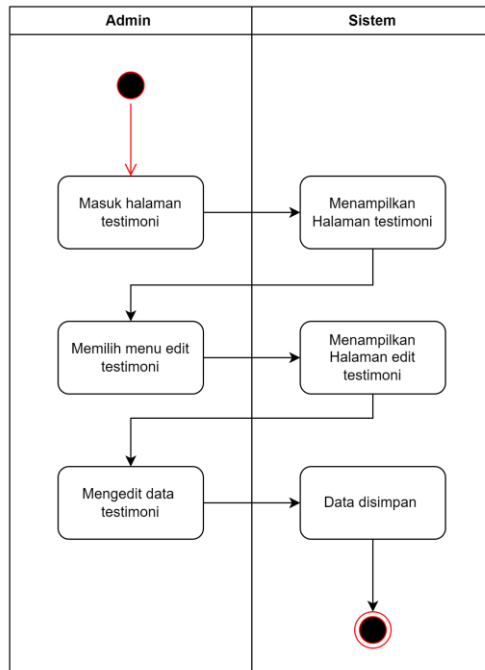 Admin
Sistem
Masuk halaman
testimoni
Menampilkan
Halaman testimoni
Memilih menu edit
testimoni
Menampilkan
Halaman edit
testimoni
Mengedit data
testimoni
Data disimpan